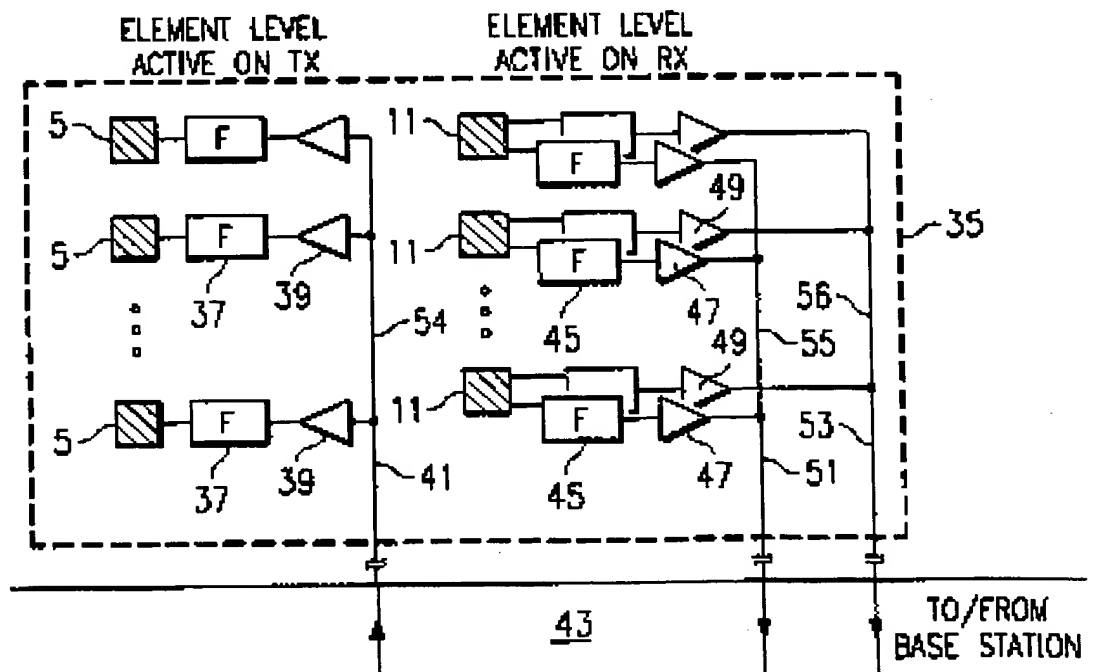 ELEMENT LEVEL
ACTIVE ON TX
ELEMENT LEVEL
ACTIVE ON RX
5
F
11
F
49
35
5
F
11
F
37
39
54
45
47
56
55
49
5
F
11
F
53
37
39
41
45
47
51
43
TO/FROM
BASE STATION